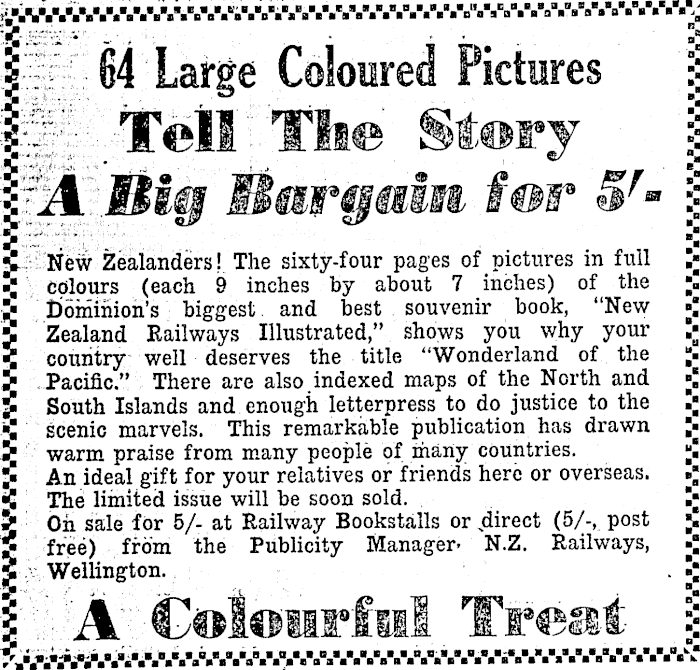 64 Large Coloured Pictures
Tell The Story
A Big Bargain for 5/-
New Zealanders! The sixty-four pages of pictures in full
colours (each 9 inches by about 7 inches) of the
Dominion's biggest and best souvenir book, "New
Zealand Railways Illustrated," shows you why your
country well deserves the title "Wonderland of the
Pacific." There are also indexed maps of the North and
South Islands and enough letterpress to do justice to the
scenic marvels. This remarkable publication has drawn
warm praise from many people of many countries.
An ideal gift for your relatives or friends here or overseas.
The limited issue will be soon sold.
On sale for 5/- at Railway Bookstalls or direct (5/-, post
free) from the Publicity Manager, N.Z. Railways,
Wellington.
A Colourful Treat